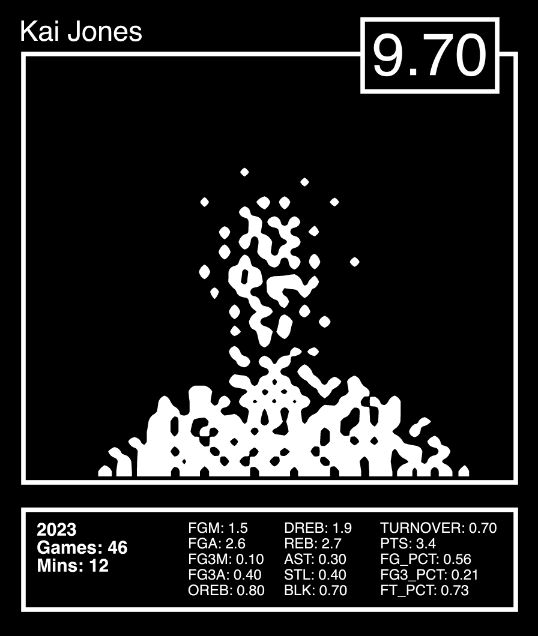 Kai Jones
9.70
2023
Games: 46
Mins: 12
FGM: 1.5
FGA: 2.6
FG3M: 0.10
FG3A: 0.40
OREB: 0.80
DREB: 1.9
REB: 2.7
AST: 0.30
STL: 0.40
BLK: 0.70
TURNOVER: 0.70
PTS: 3.4
FG_PCT: 0.56
FG3_PCT: 0.21
FT_PCT: 0.73